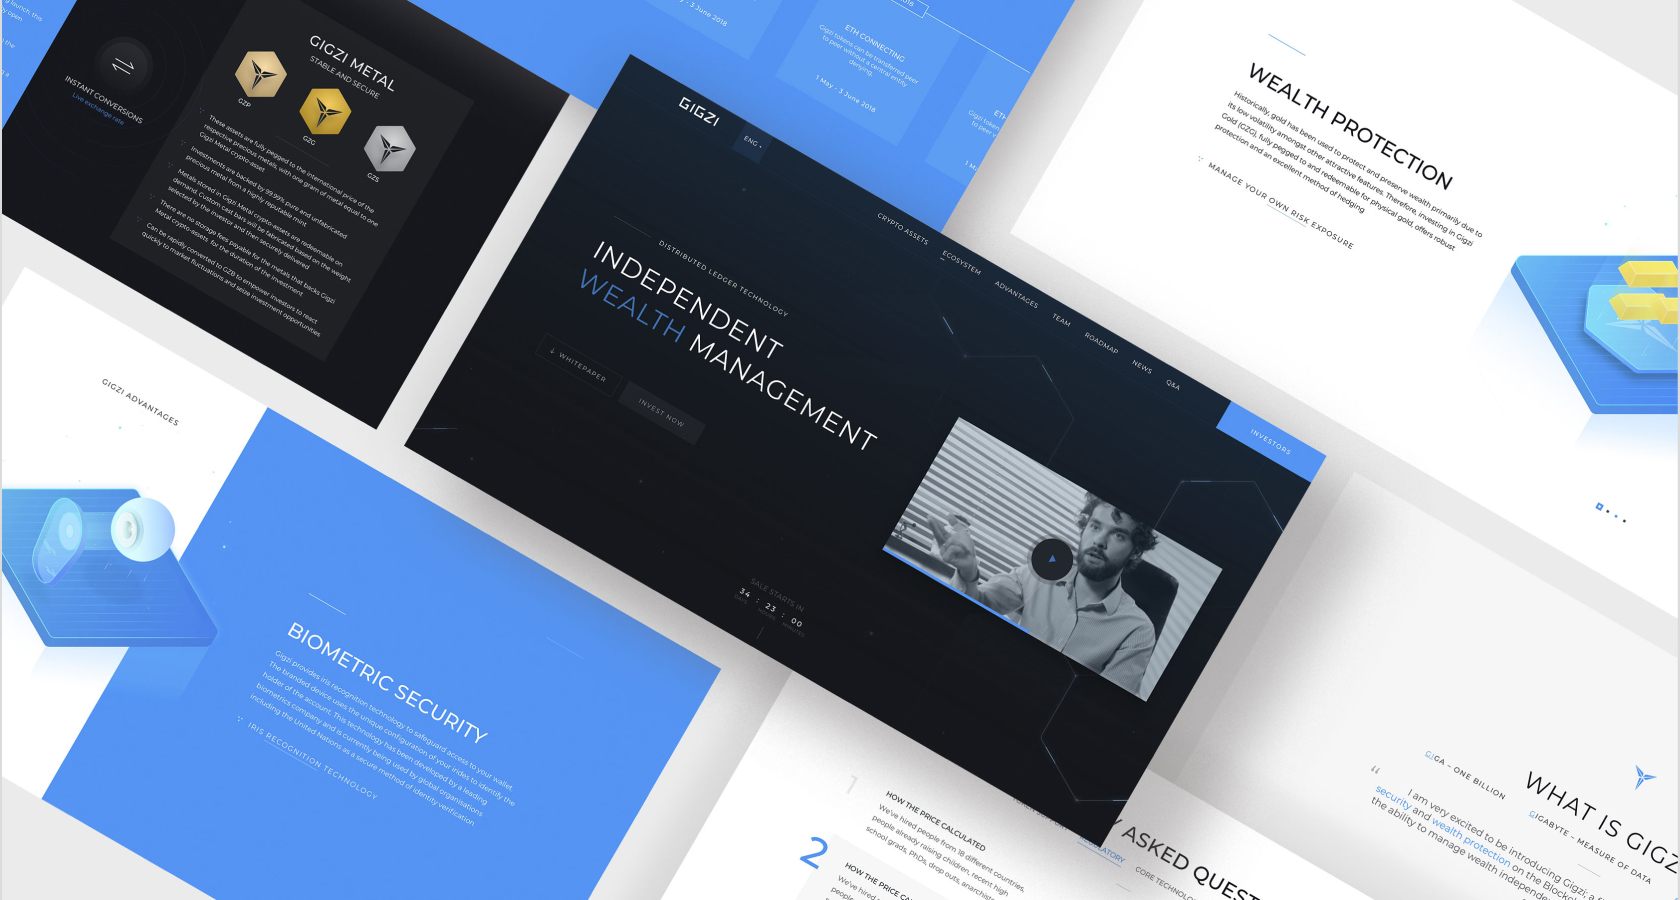 INSTANT CONVERSIONS
Live exchange rate
GIGZI METAL
STABLE AND SECURE
GZP
GZG
GZS
These assets are fully pegged to the international price of the
respective precious metals, with one gram of metal equal to one
Gigzi Metal crypto-asset
Investments are backed by 99.99% pure and unfabricated
precious metal from a highly reputable mint
Metals stored in Gigzi Metal crypto-assets are redeemable on
demand. Custom cast bars will be fabricated based on the weight
selected by the investor and then securely delivered
There are no storage fees payable for the metals that backs Gigzi
Metal crypto-assets for the duration of the investment
Can be rapidly converted to GZB to empower investors to react
quickly to market fluctuations and seize investment opportunities
3 June 2018
ETH CONNECTING
Gigzi tokens can be transferred peer
to peer without a central entity
denying.
1 May - 3 June 2018
WEALTH PROTECTION
Historically, gold has been used to protect and preserve wealth primarily due to
its low volatility amongst other attractive features. Therefore, investing in Gigzi
Gold (GZG), fully pegged to and redeemable for physical gold, offers robust
protection and an excellent method of hedging
MANAGE YOUR OWN RISK EXPOSURE
GIGZI
ENG
CRYPTO ASSETS
ECOSYSTEM
ADVANTAGES
TEAM
ROADMAP
NEWS
Q&A
INVESTORS
DISTRIBUTED LEDGER TECHNOLOGY
INDEPENDENT
WEALTH MANAGEMENT
WHITEPAPER
INVEST NOW
SALE STARTS IN
34 : 23 : 00
DAYS HOURS MINUTES
GIGZI ADVANTAGES
BIOMETRIC SECURITY
Gigzi provides iris recognition technology to safeguard access to your wallet.
The branded device uses the unique configuration of your irides to identify the
holder of the account. This technology has been developed by a leading
biometrics company and is currently being used by global organisations
including the United Nations as a secure method of identity verification
IRIS RECOGNITION TECHNOLOGY
1
HOW THE PRICE CALCULATED
We've hired people from 18 different countries,
people already raising children, recent high
school grads, PhDs, drop outs, anarchists
2
HOW THE PRICE CA
We've hired
people
Y ASKED QUEST
CORE TECHNOLO
GIGA – ONE BILLION
GIGABYTE – MEASURE OF DATA
WHAT IS GIGZ
“ I am very excited to be introducing Gigzi; a f
security and wealth protection on the Blockc
the ability to manage wealth independe